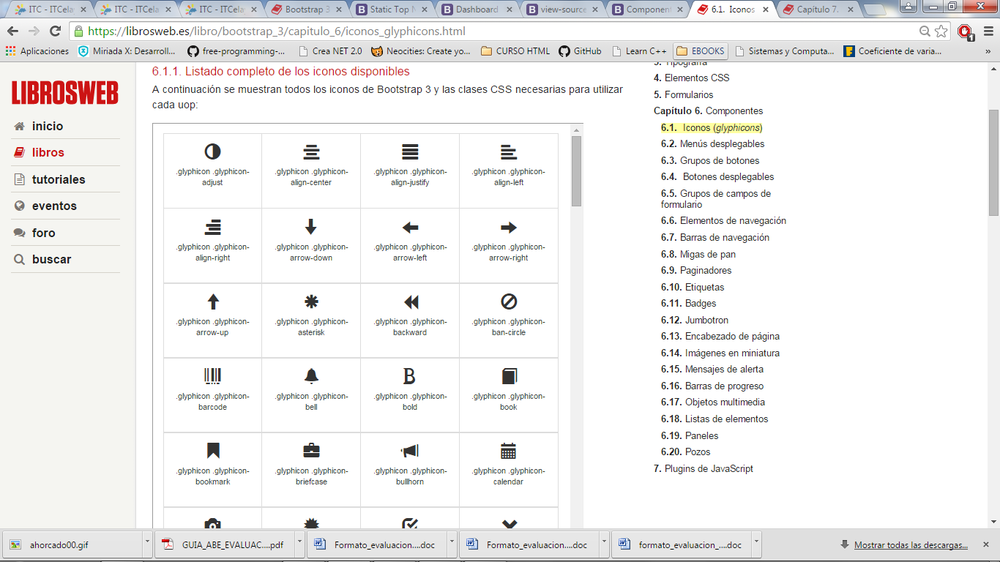 ITC - ITCela
ITC - ITCela
ITC - ITCela
Bootstrap 3
Static Top N
Dashboard
view-source
Componen
6.1. Iconos
Capítulo 7.
https://librosweb.es/libro/bootstrap_3/capitulo_6/iconos_glyphicons.html
1
Aplicaciones
Miriada X: Desarroll...
free-programming-...
Crea NET 2.0
Neocities: Create yo...
CURSO HTML
GitHub
Learn C++
EBOOKS
Sistemas y Computa...
Coeficiente de varia...
»
LIBROSWEB
inicio
libros
tutoriales
eventos
foro
buscar
6.1.1. Listado completo de los iconos disponibles
A continuación se muestran todos los iconos de Bootstrap 3 y las clases CSS necesarias para utilizar
cada uop:
.glyphicon .glyphicon-
adjust
.glyphicon .glyphicon-
align-center
.glyphicon .glyphicon-
align-justify
.glyphicon .glyphicon-
align-left
.glyphicon .glyphicon-
align-right
.glyphicon .glyphicon-
arrow-down
.glyphicon .glyphicon-
arrow-left
.glyphicon .glyphicon-
arrow-right
.glyphicon .glyphicon-
arrow-up
.glyphicon .glyphicon-
asterisk
.glyphicon .glyphicon-
backward
.glyphicon .glyphicon-
ban-circle
.glyphicon .glyphicon-
barcode
.glyphicon .glyphicon-
bell
B
.glyphicon .glyphicon-
bold
.glyphicon .glyphicon-
book
.glyphicon .glyphicon-
bookmark
.glyphicon .glyphicon-
briefcase
.glyphicon .glyphicon-
bullhorn
.glyphicon .glyphicon-
calendar
5. Tipografía
4. Elementos CSS
5. Formularios
Capítulo 6. Componentes
6.1. Iconos (glyphicons)
6.2. Menús desplegables
6.3. Grupos de botones
6.4. Botones desplegables
6.5. Grupos de campos de
formulario
6.6. Elementos de navegación
6.7. Barras de navegación
6.8. Migas de pan
6.9. Paginadores
6.10. Etiquetas
6.11. Badges
6.12. Jumbotron
6.13. Encabezado de página
6.14. Imágenes en miniatura
6.15. Mensajes de alerta
6.16. Barras de progreso
6.17. Objetos multimedia
6.18. Listas de elementos
6.19. Paneles
6.20. Pozos
7. Plugins de JavaScript
ahorcado00.gif
GUIA_ABE_EVALUAC....pdf
Formato_evaluacion....doc
Formato_evaluacion....doc
formato_evaluacion_....doc
Mostrar todas las descargas...